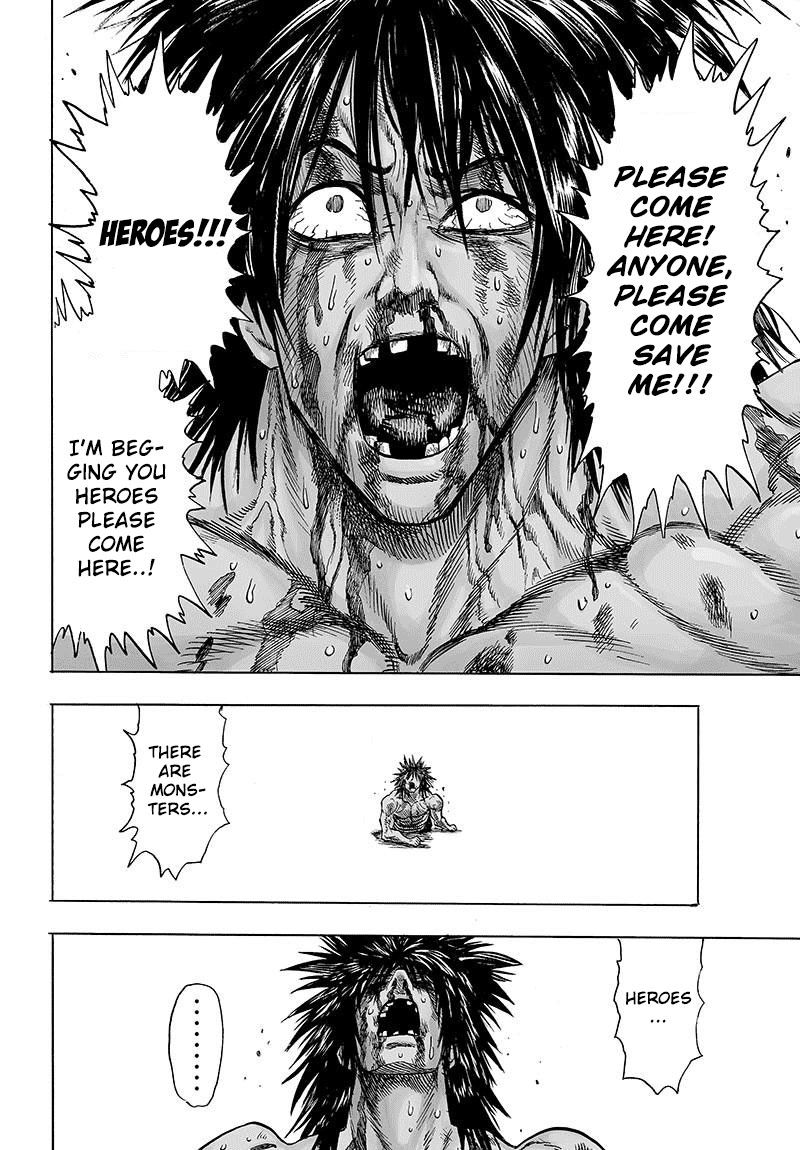 PLEASE
COME
HERE!
ANYONE,
PLEASE
COME
SAVE
ME!!!
HEROES!!!
I'M BEG-
GING YOU
HEROES
PLEASE
COME
HERE..!
THERE
ARE
MONS-
TERS...
HEROES
...
........